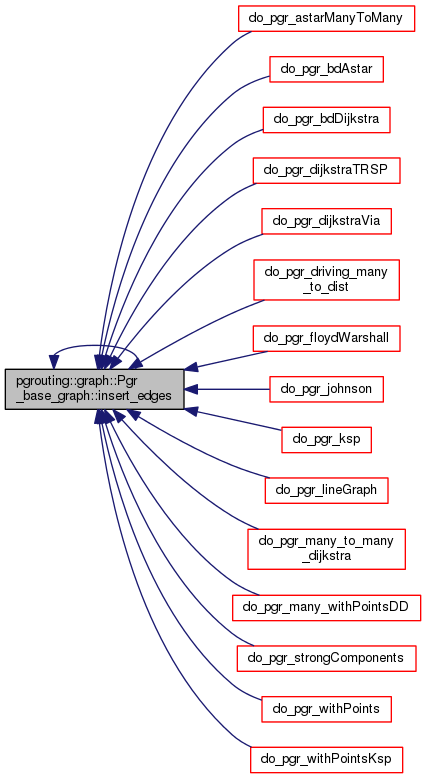 do_pgr_astarManyToMany
do_pgr_bdAstar
do_pgr_bdDijkstra
do_pgr_dijkstraTRSP
do_pgr_dijkstraVia
do_pgr_driving_many
_to_dist
do_pgr_floydWarshall
pgrouting::graph::Pgr
_base_graph::insert_edges
do_pgr_johnson
do_pgr_ksp
do_pgr_lineGraph
do_pgr_many_to_many
_dijkstra
do_pgr_many_withPointsDD
do_pgr_strongComponents
do_pgr_withPoints
do_pgr_withPointsKsp